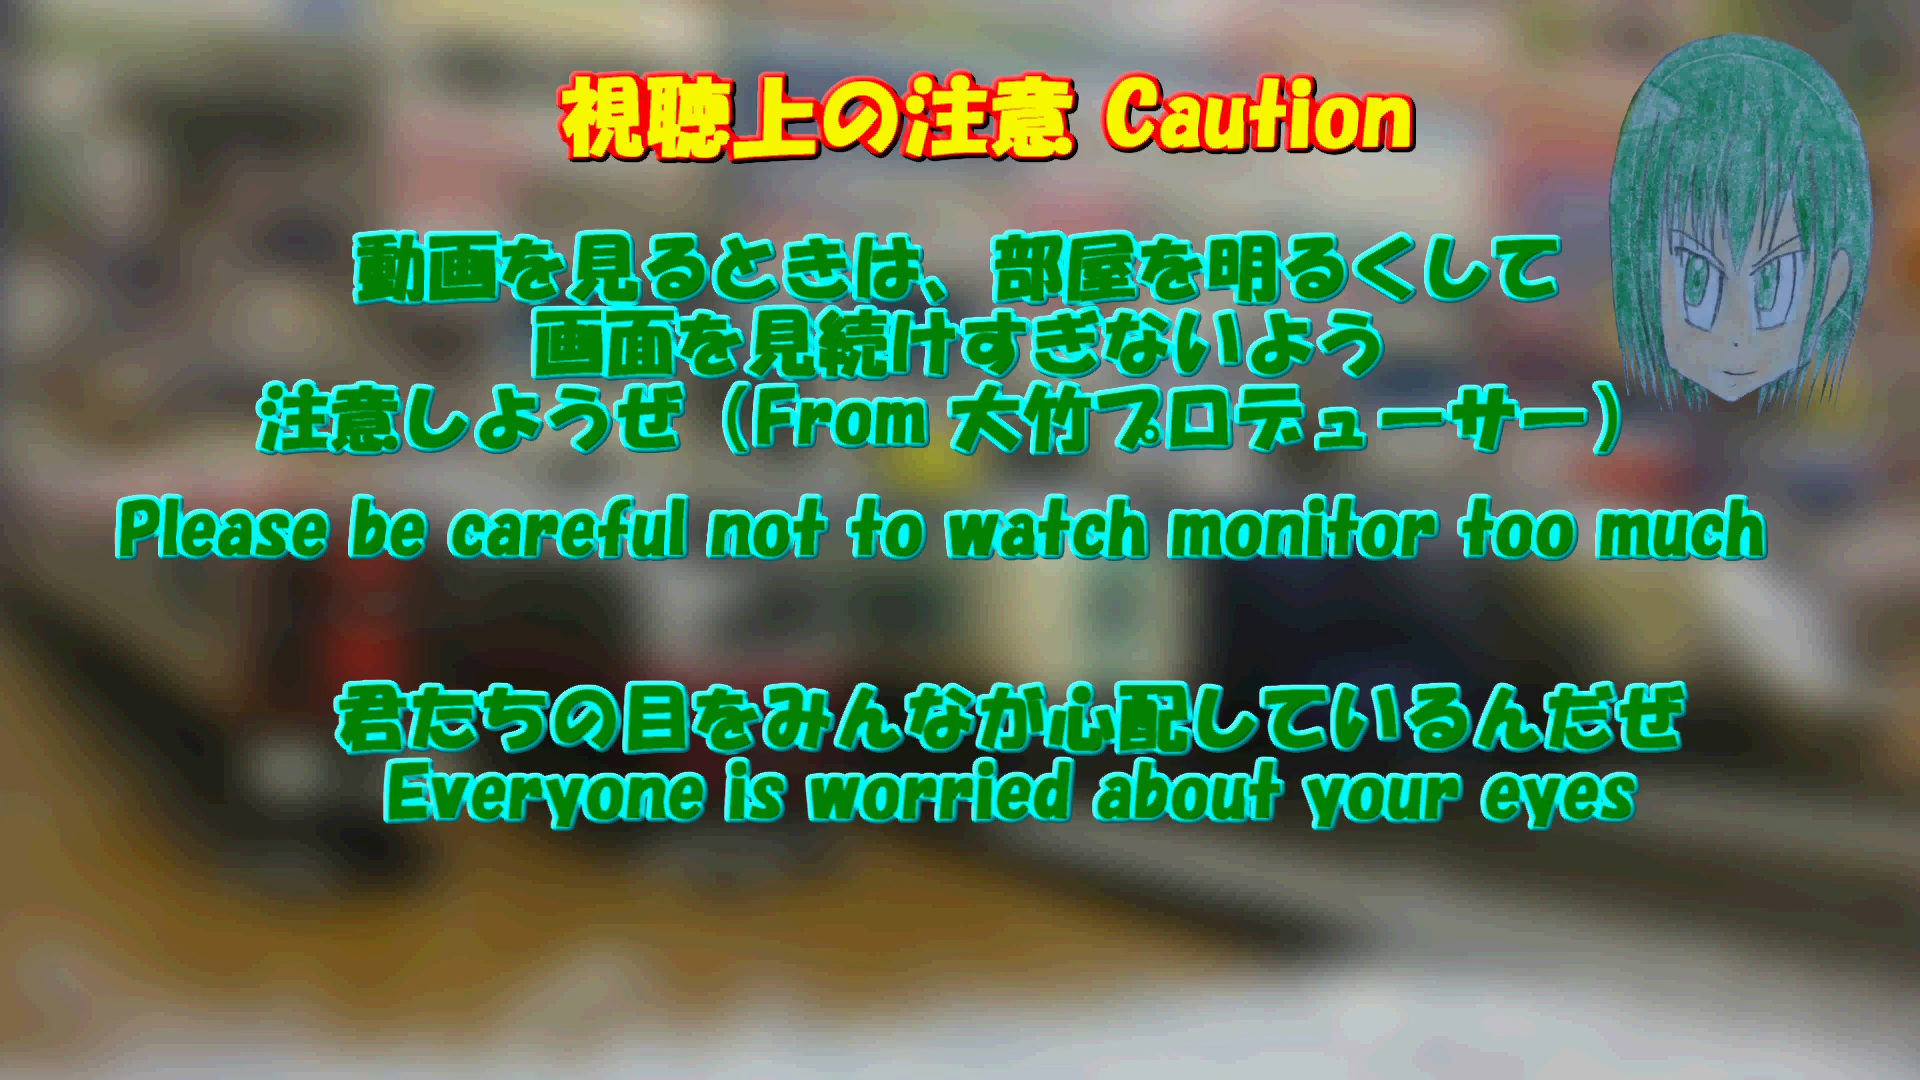 視聴上の注意 Caution
動画を見るときは、部屋を明るくして
画面を見続けすぎないよう
注意しようぜ（From 大竹プロデューサー）
Please be careful not to watch monitor too much
君たちの目をみんなが心配しているんだぜ
Everyone is worried about your eyes